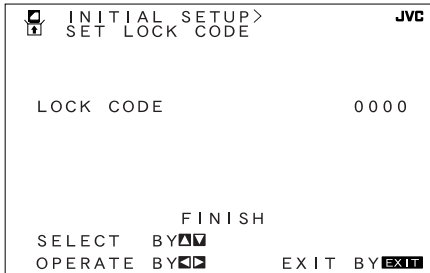 INITIAL SETUP> JVC
SET LOCK CODE
LOCK CODE 0000
FINISH
SELECT BY▲▼
OPERATE BY◀▶ EXIT BY EXIT